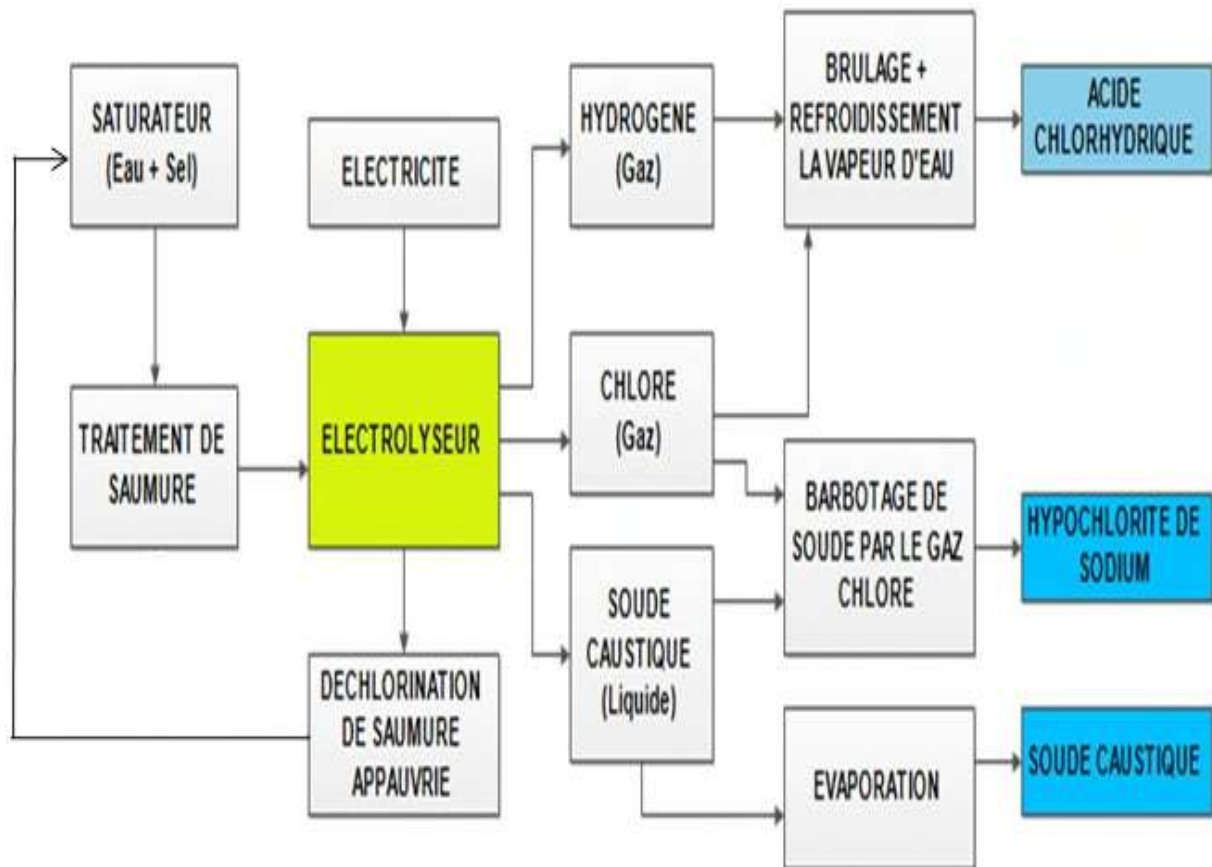 SATURATEUR
(Eau + Sel)
ELECTRICITE
HYDROGENE
(Gaz)
BRULAGE +
REFROIDISSEMENT
LA VAPEUR D'EAU
ACIDE
CHLORHYDRIQUE
TRAITEMENT DE
SAUMURE
ELECTROLYSEUR
CHLORE
(Gaz)
BARBOTAGE DE
SOUDE PAR LE GAZ
CHLORE
HYPOCHLORITE DE
SODIUM
DECHLORINATION
DE SAUMURE
APPAUVRIE
SOUDE
CAUSTIQUE
(Liquide)
EVAPORATION
SOUDE CAUSTIQUE